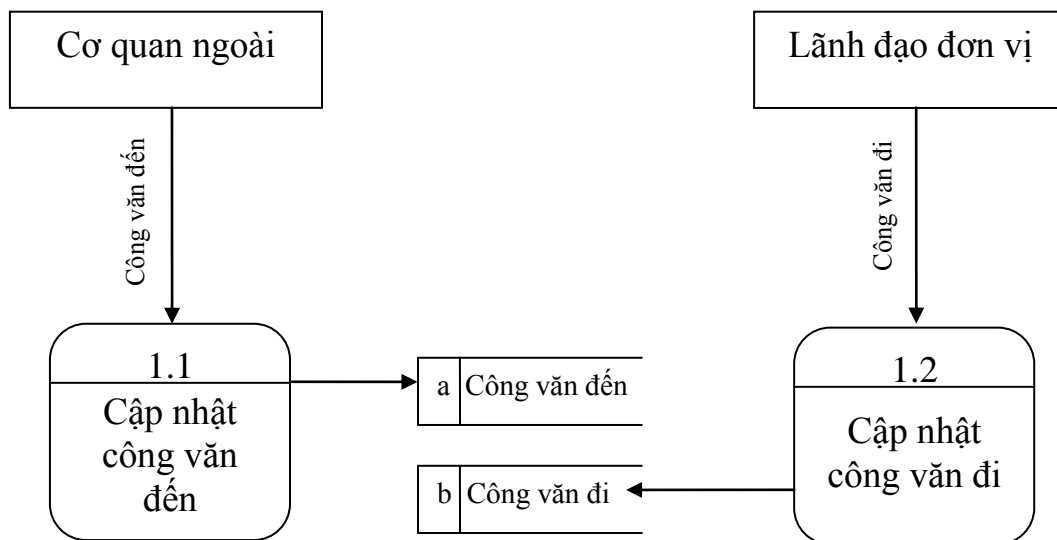 Cơ quan ngoài
Lãnh đạo đơn vị
Công văn đến
Công văn đi
1.1
Cập nhật
công văn
đến
a Công văn đến
b Công văn đi
1.2
Cập nhật
công văn đi